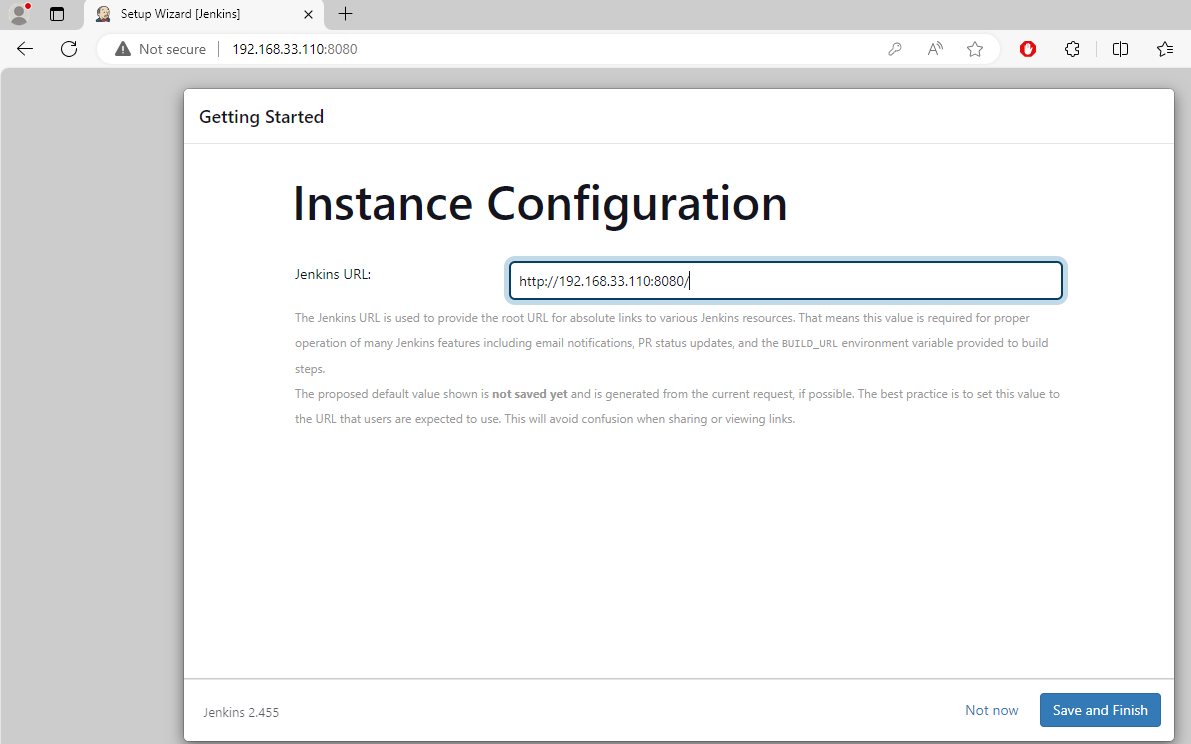 Setup Wizard [Jenkins]
Not secure 192.168.33.110:8080
Getting Started
Instance Configuration
Jenkins URL: http://192.168.33.110:8080/
The Jenkins URL is used to provide the root URL for absolute links to various Jenkins resources. That means this value is required for proper
operation of many Jenkins features including email notifications, PR status updates, and the BUILD_URL environment variable provided to build
steps.
The proposed default value shown is not saved yet and is generated from the current request, if possible. The best practice is to set this value to
the URL that users are expected to use. This will avoid confusion when sharing or viewing links.
Jenkins 2.455 Not now Save and Finish